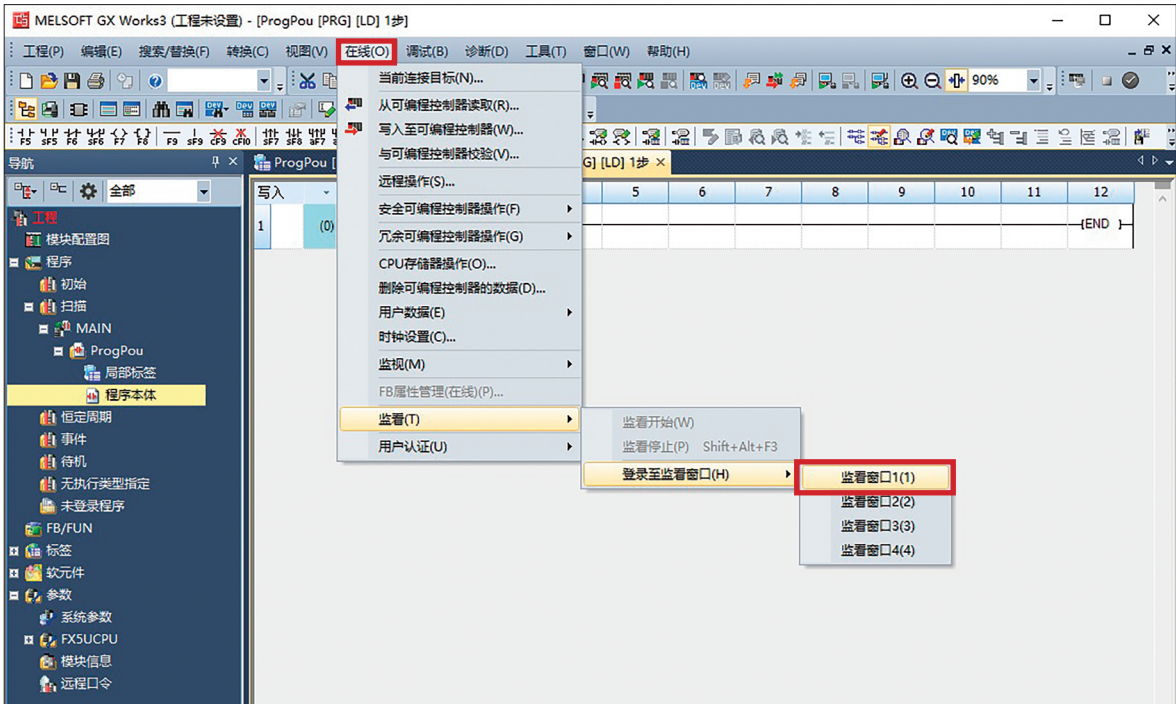 MELSOFT GX Works3 (工程未设置) - [ProgPou [PRG] [LD] 1步]
工程(P) 编辑(E) 搜索/替换(F) 转换(C) 视图(V) 在线(O) 调试(B) 诊断(D) 工具(T) 窗口(W) 帮助(H)
90%
F5 sF5 F6 sF6 F7 F8 F9 sF9 cF9 cF10 sF7 sF8 aF7
导航
ProgPou [
G] [LD] 1步
全部
写入
5 6 7 8 9 10 11 12
1 (0) {END }
工程
模块配置图
程序
初始
扫描
MAIN
ProgPou
局部标签
程序本体
恒定周期
事件
待机
无执行类型指定
未登录程序
FB/FUN
标签
软元件
参数
系统参数
FX5UCPU
模块信息
远程口令
当前连接目标(N)...
从可编程控制器读取(R)...
写入至可编程控制器(W)...
与可编程控制器校验(V)...
远程操作(S)...
安全可编程控制器操作(F)
冗余可编程控制器操作(G)
CPU存储器操作(O)...
删除可编程控制器的数据(D)...
用户数据(E)
时钟设置(C)...
监视(M)
FB属性管理(在线)(P)...
监看(T)
用户认证(U)
监看开始(W)
监看停止(P) Shift+Alt+F3
登录至监看窗口(H)
监看窗口1(1)
监看窗口2(2)
监看窗口3(3)
监看窗口4(4)